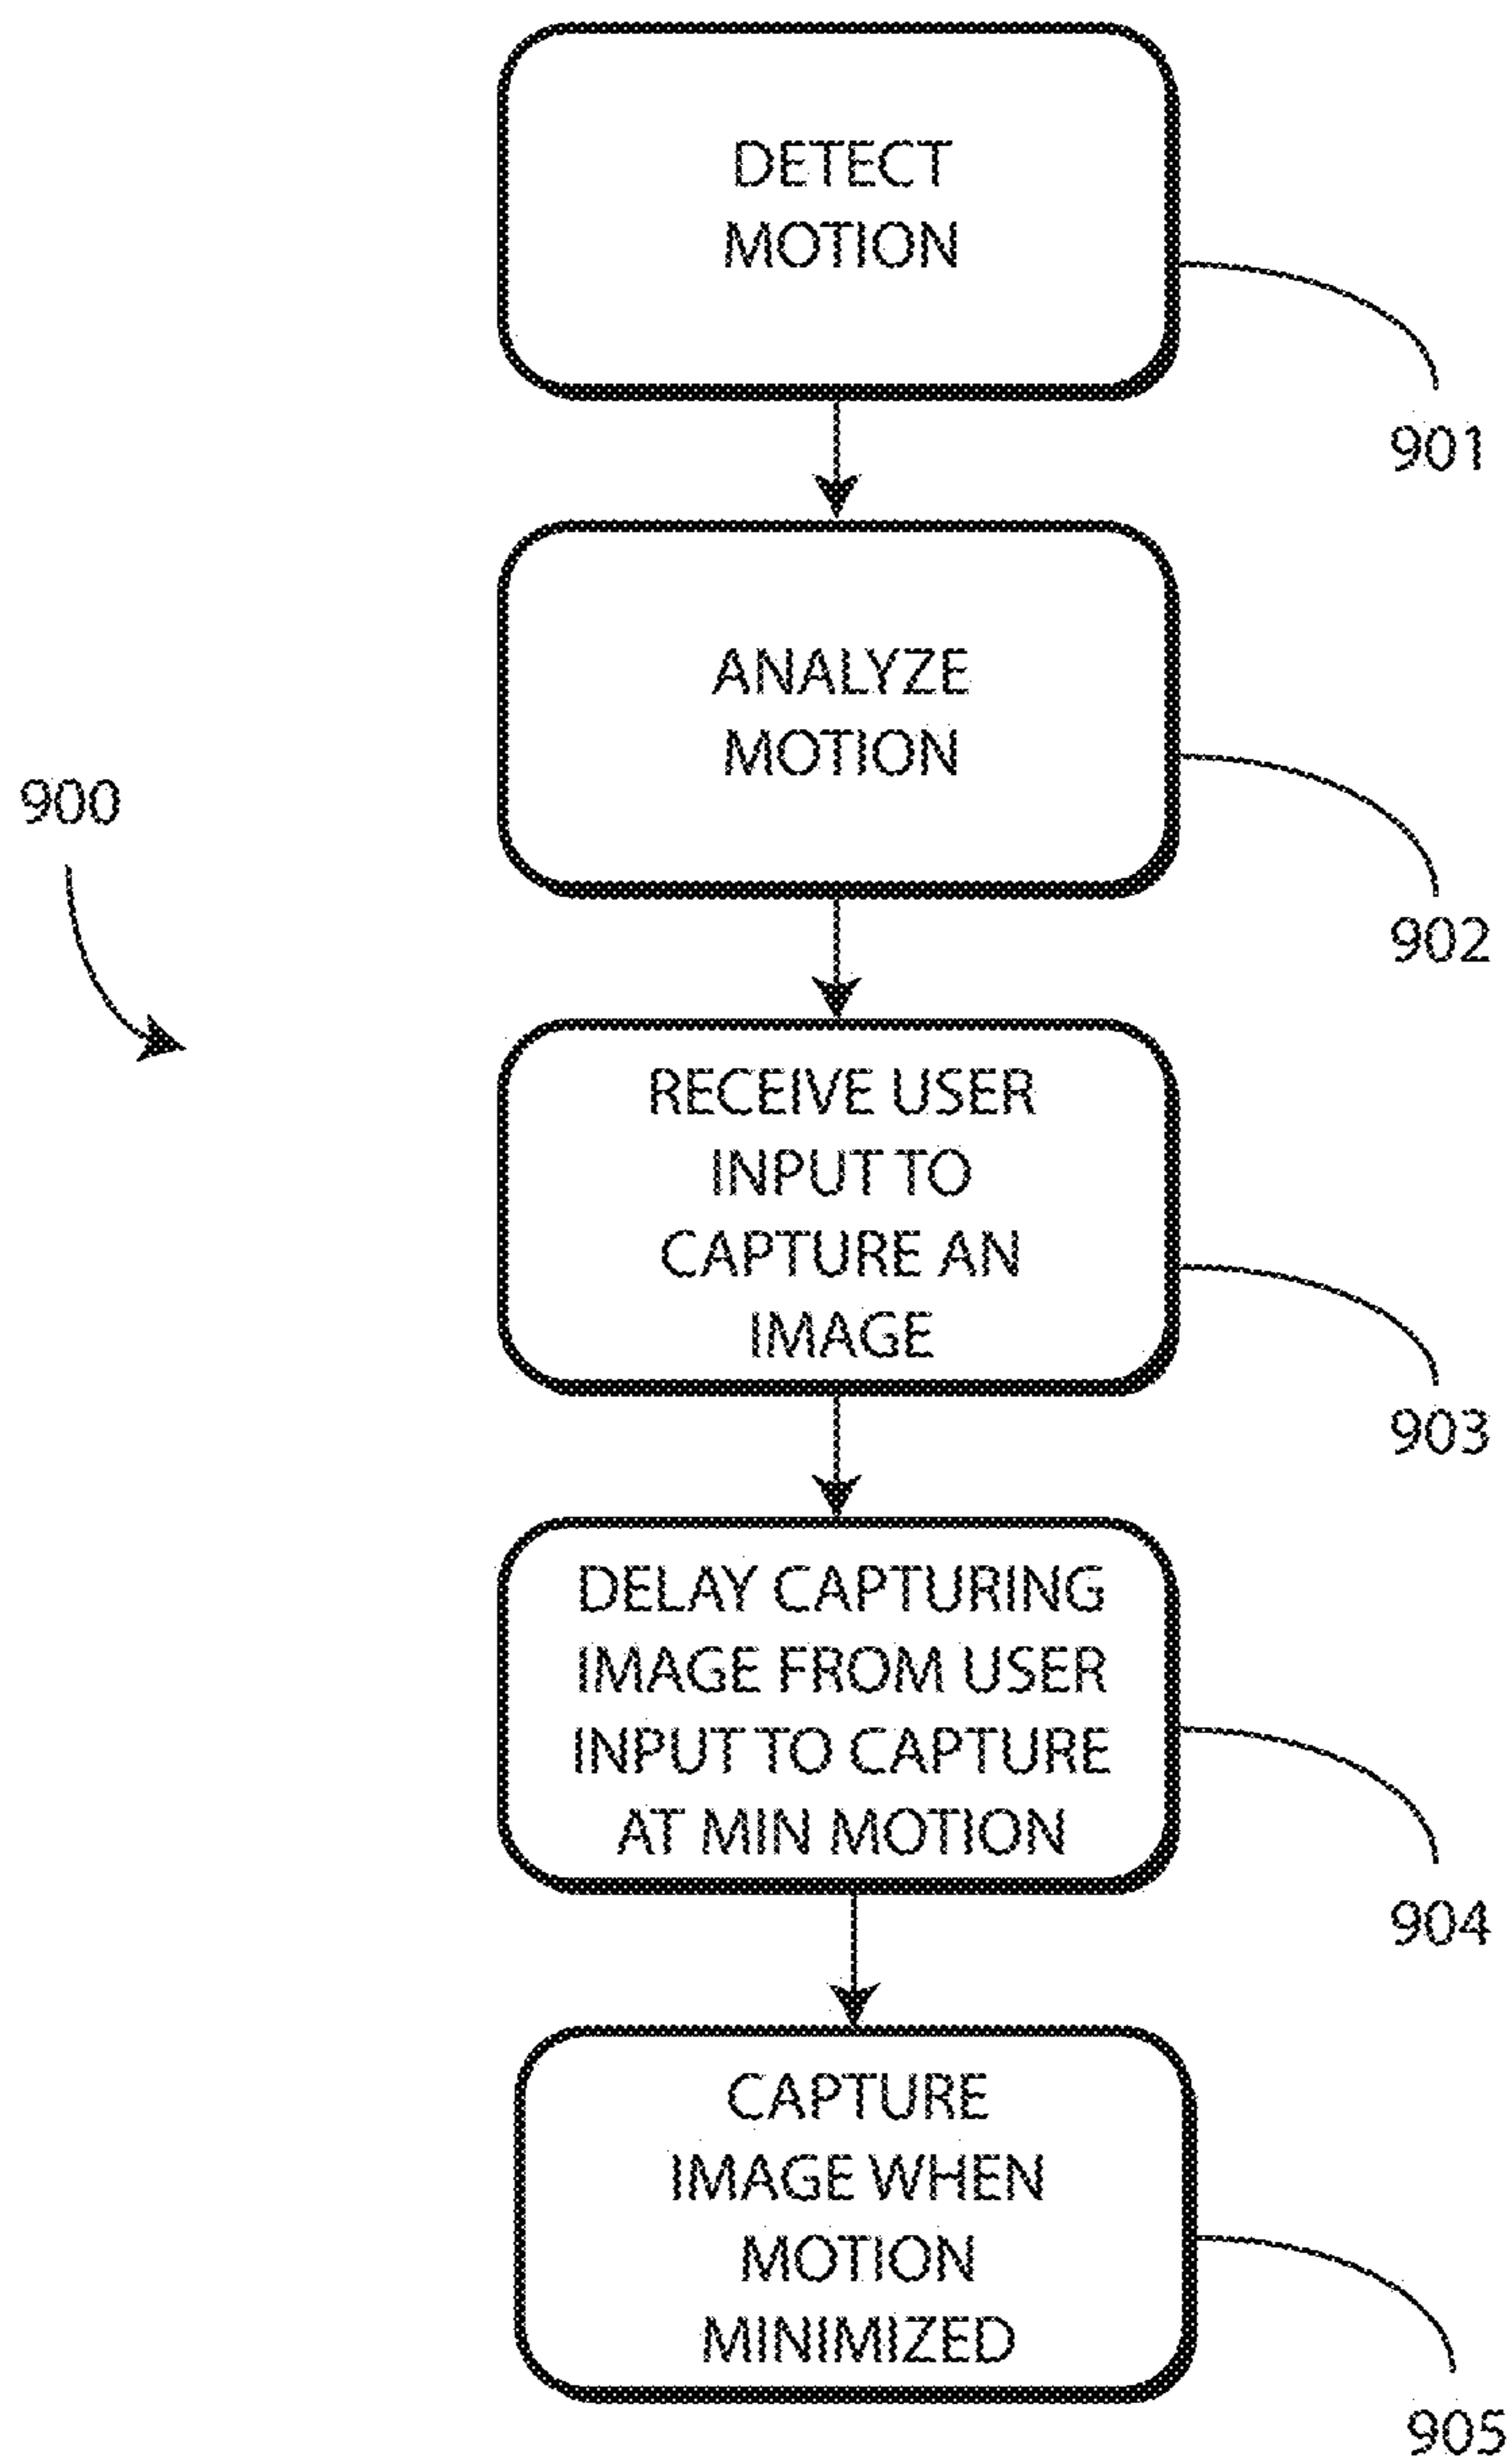 DETECT
MOTION
901
ANALYZE
MOTION
900
902
RECEIVE USER
INPUT TO
CAPTURE AN
IMAGE
903
DELAY CAPTURING
IMAGE FROM USER
INPUT TO CAPTURE
AT MIN MOTION
904
CAPTURE
IMAGE WHEN
MOTION
MINIMIZED
905